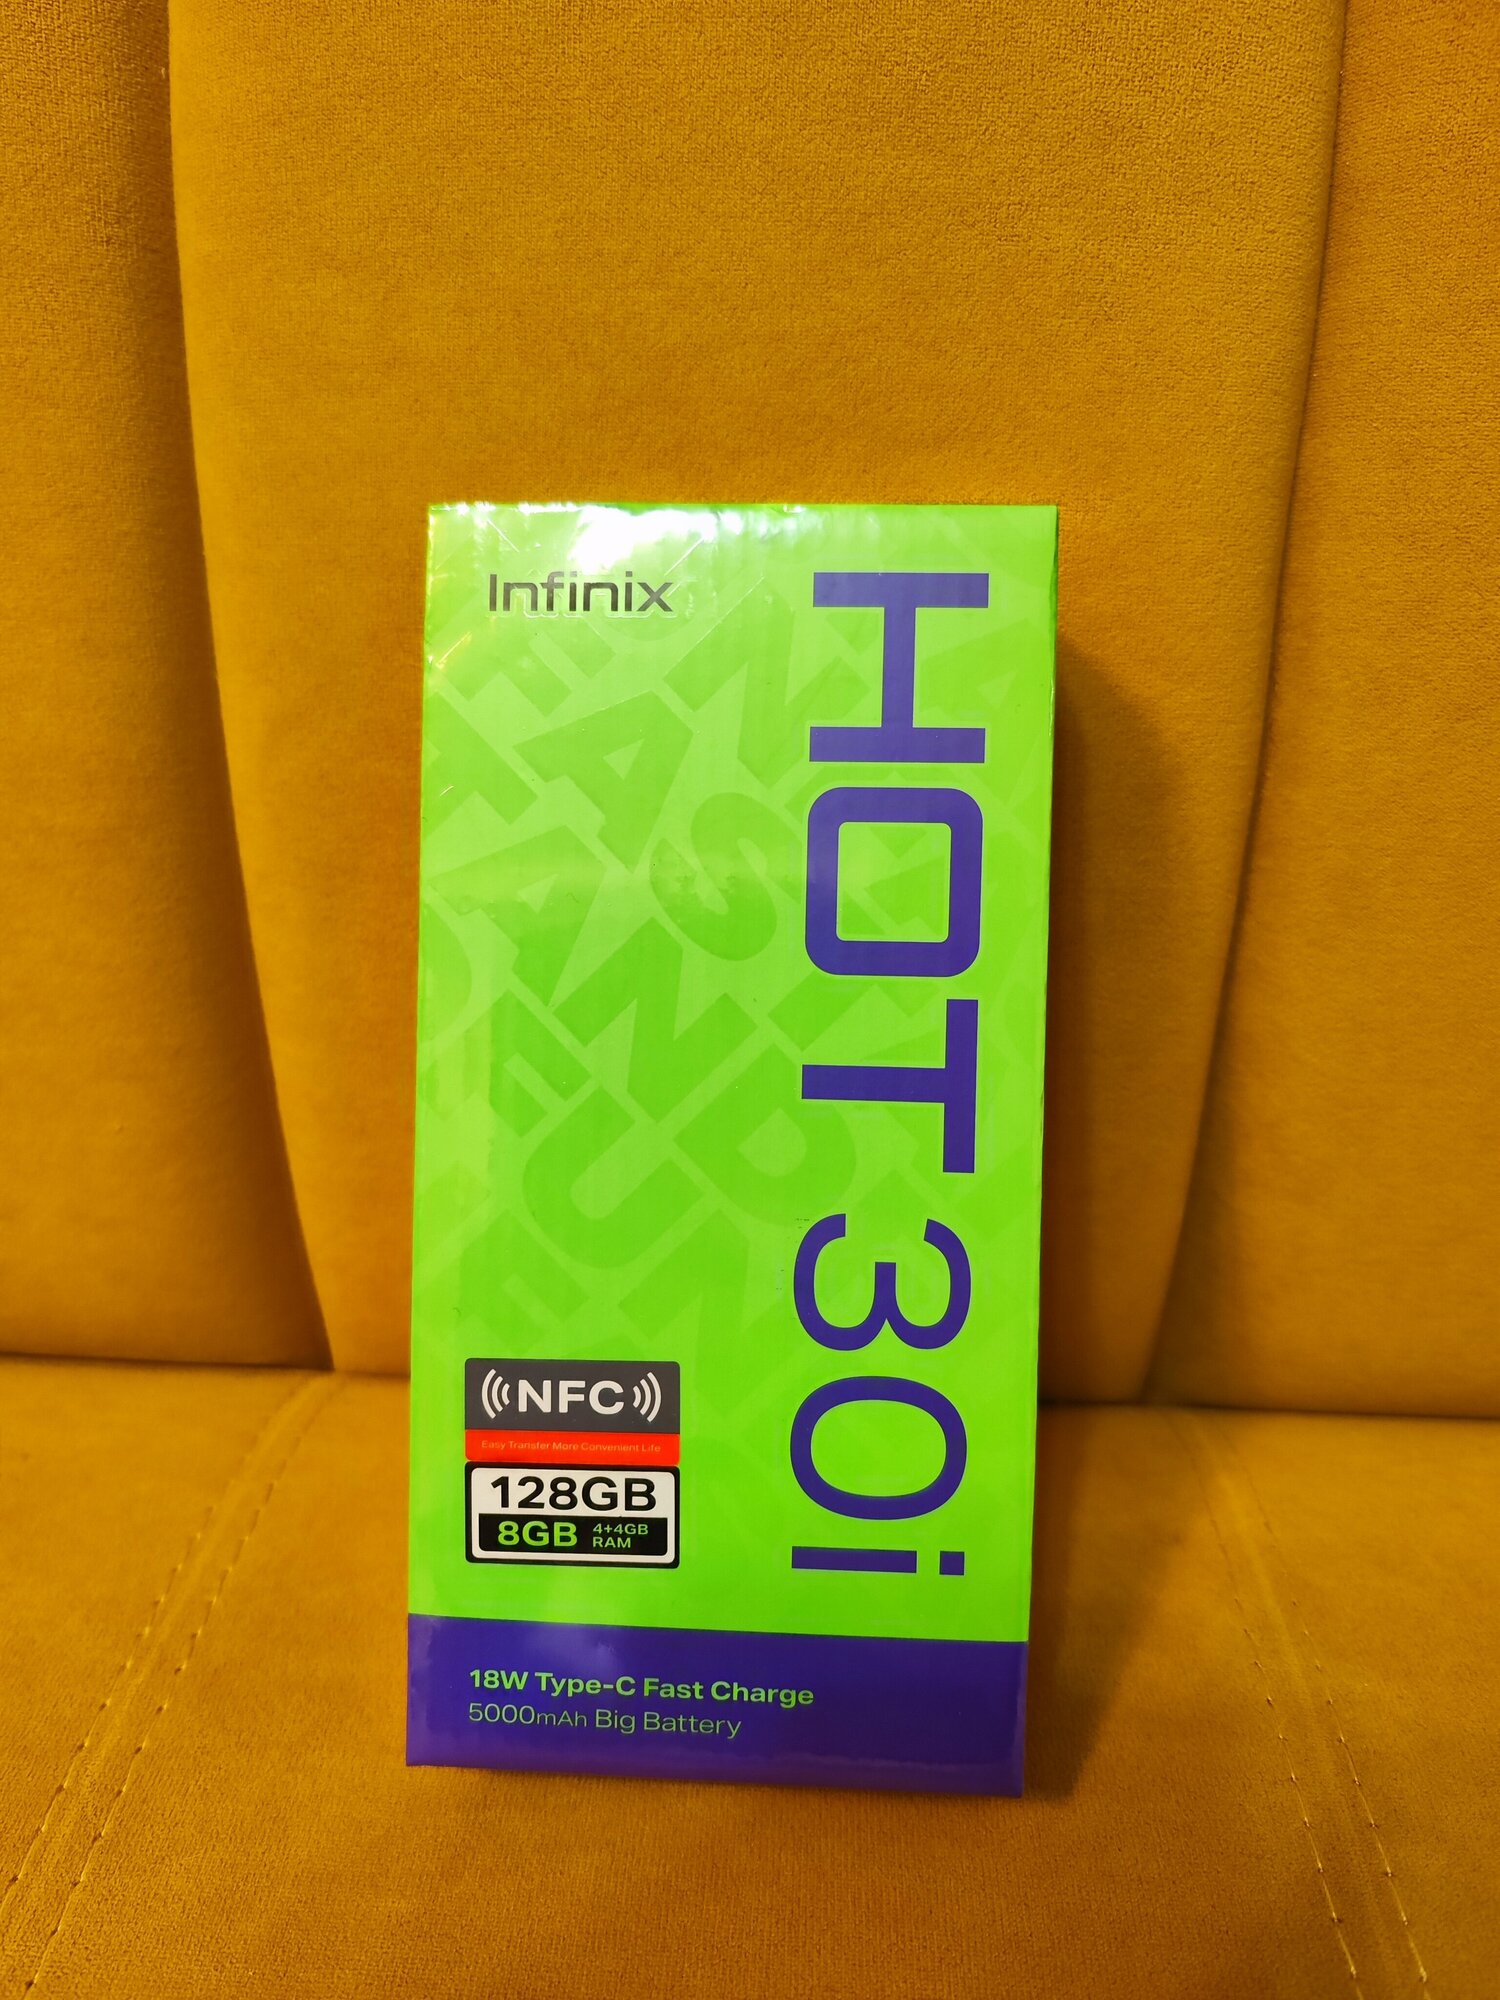 Infinix
HOT 30i
NFC
Easy Transfer More Convenient Life
128GB
8GB 4+4GB
RAM
18W Type-C Fast Charge
5000mAh Big Battery